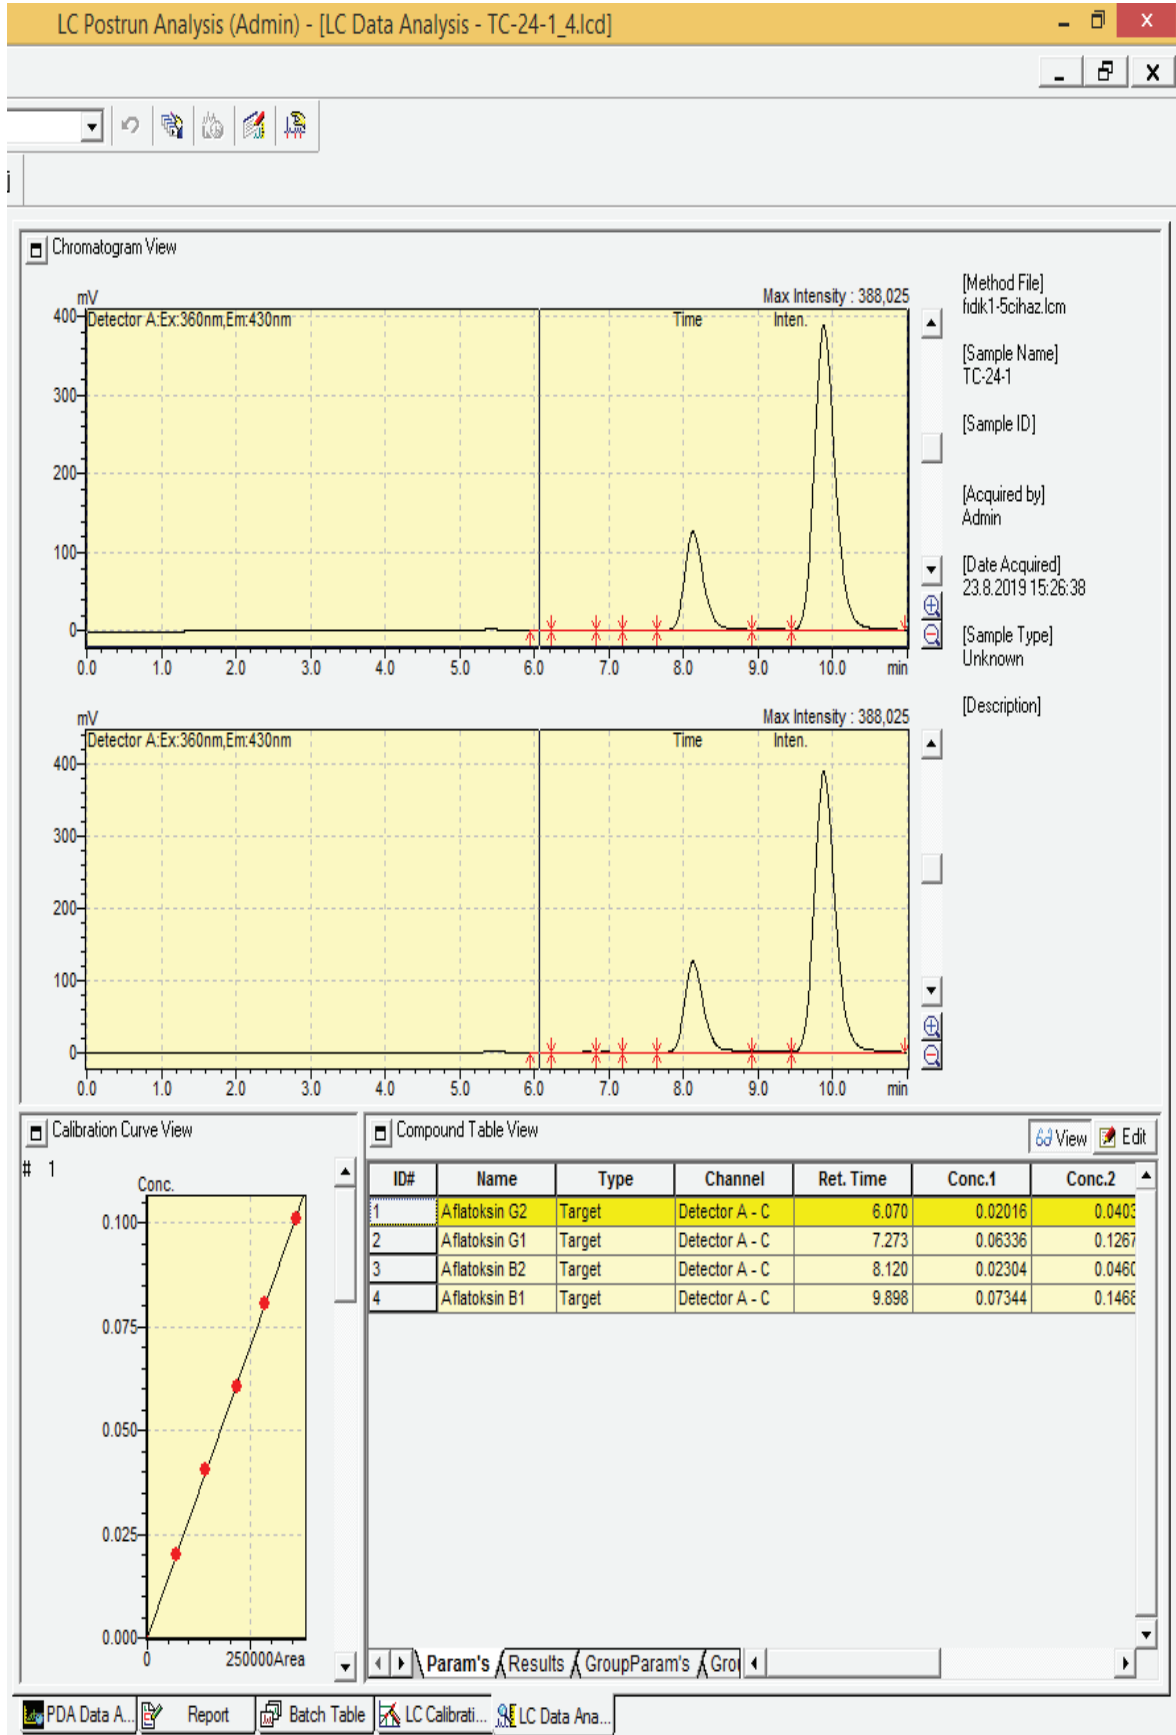 LC Postrun Analysis (Admin) - [LC Data Analysis - TC-24-1_4.lcd]
Chromatogram View
mV
Max Intensity : 388,025
Detector A:Ex:360nm,Em:430nm
Time Inten.
400
300
200
100
0
0.0 1.0 2.0 3.0 4.0 5.0 6.0 7.0 8.0 9.0 10.0 min
[Method File]
fidik1-5cihaz.lcm
[Sample Name]
TC-24-1
[Sample ID]
[Acquired by]
Admin
[Date Acquired]
23.8.2019 15:26:38
[Sample Type]
Unknown
[Description]
mV
Max Intensity : 388,025
Detector A:Ex:360nm,Em:430nm
Time Inten.
400
300
200
100
0
0.0 1.0 2.0 3.0 4.0 5.0 6.0 7.0 8.0 9.0 10.0 min
Calibration Curve View
# 1
Conc.
0.100
0.075
0.050
0.025
0.000
0 250000Area
Compound Table View
View Edit
ID# Name Type Channel Ret. Time Conc.1 Conc.2
1 Aflatoksin G2 Target Detector A - C 6.070 0.02016 0.0403
2 Aflatoksin G1 Target Detector A - C 7.273 0.06336 0.1267
3 Aflatoksin B2 Target Detector A - C 8.120 0.02304 0.0460
4 Aflatoksin B1 Target Detector A - C 9.898 0.07344 0.1468
Param's Results GroupParam's Grou
PDA Data A... Report Batch Table LC Calibrati... LC Data Ana...